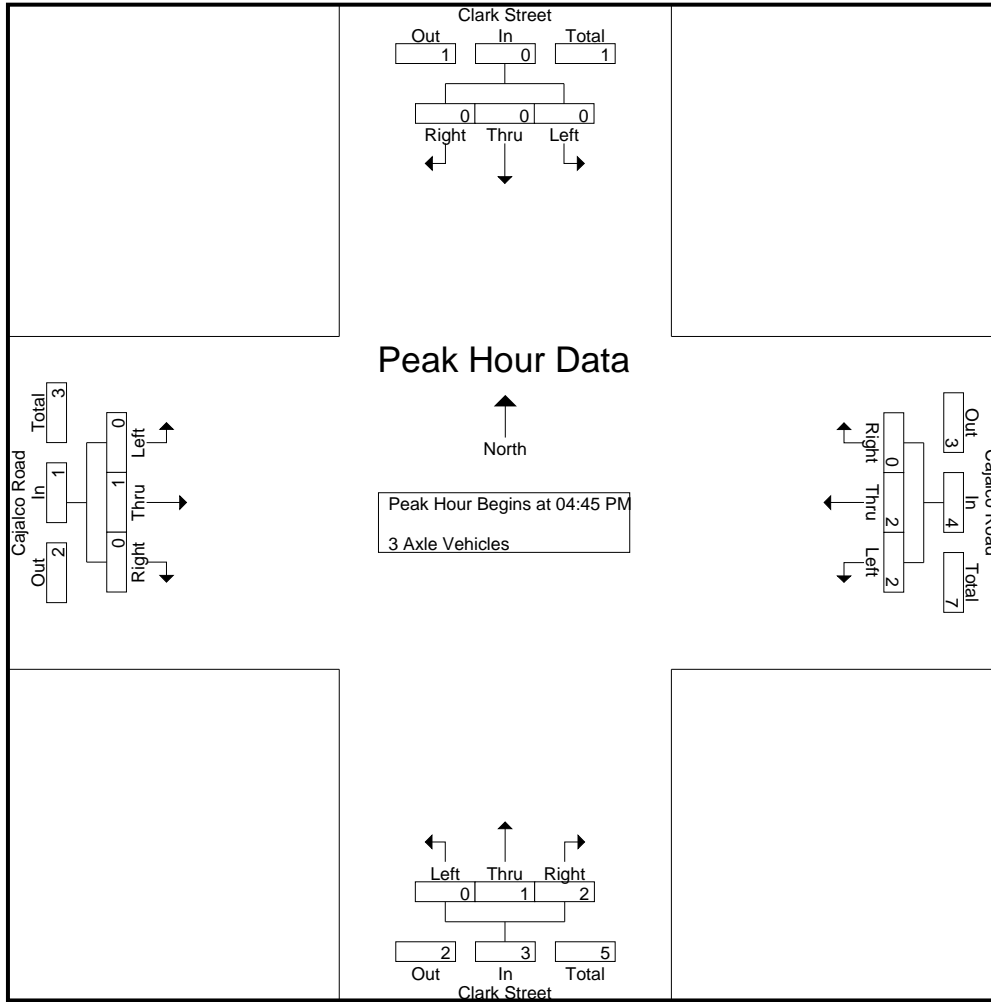 Clark Street
Out In Total
1 0 1
0 0 0
Right Thru Left
Peak Hour Data
North
Peak Hour Begins at 04:45 PM
3 Axle Vehicles
Cajalco Road
Out In Total
2 1 3
Left Thru Right
0 1 0
Cajalco Road
Out In Total
3 4 7
Right Thru Left
0 2 2
Left Thru Right
0 1 2
2 3 5
Out In Total
Clark Street